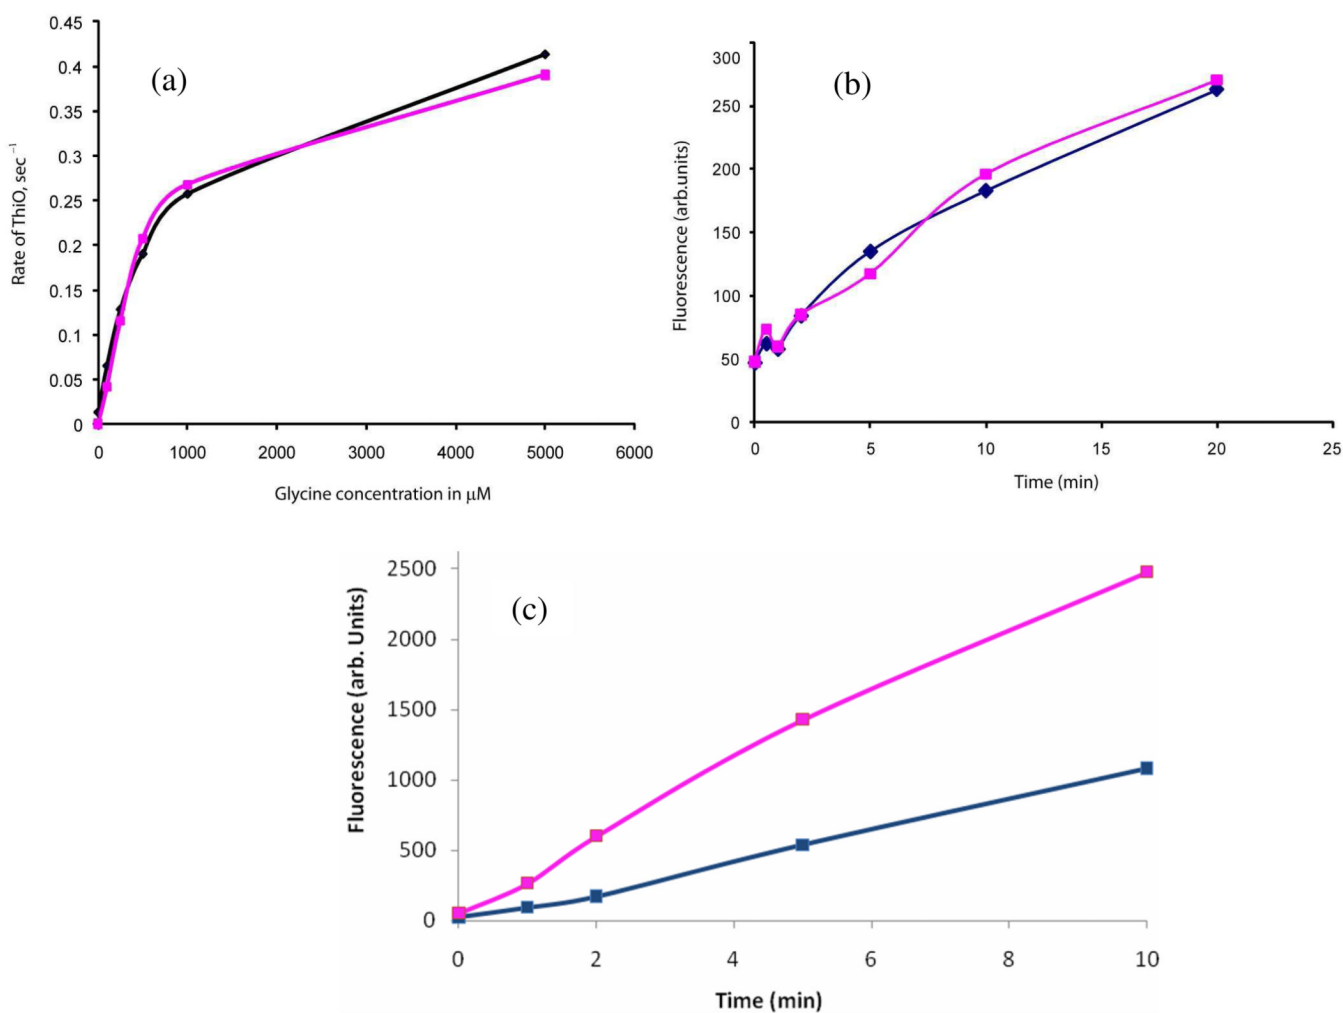 (a)
0.45
0.4
0.35
0.3
0.25
0.2
0.15
0.1
0.05
0
Rate of ThiO, sec⁻¹
0 1000 2000 3000 4000 5000 6000
Glycine concentration in μM
(b)
300
250
200
150
100
50
0
Fluorescence (arb.units)
0 5 10 15 20 25
Time (min)
(c)
2500
2000
1500
1000
500
0
Fluorescence (arb. Units)
0 2 4 6 8 10
Time (min)